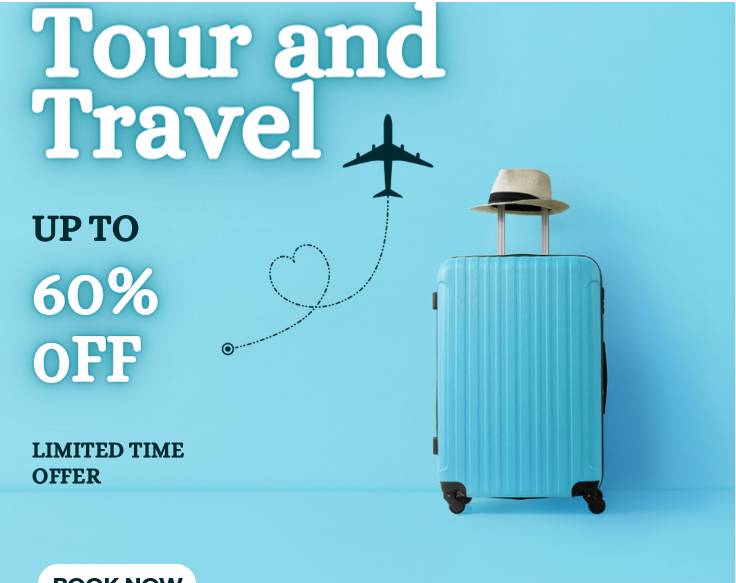 Tour and
Travel
UP TO
60%
OFF
LIMITED TIME
OFFER
BOOK NOW